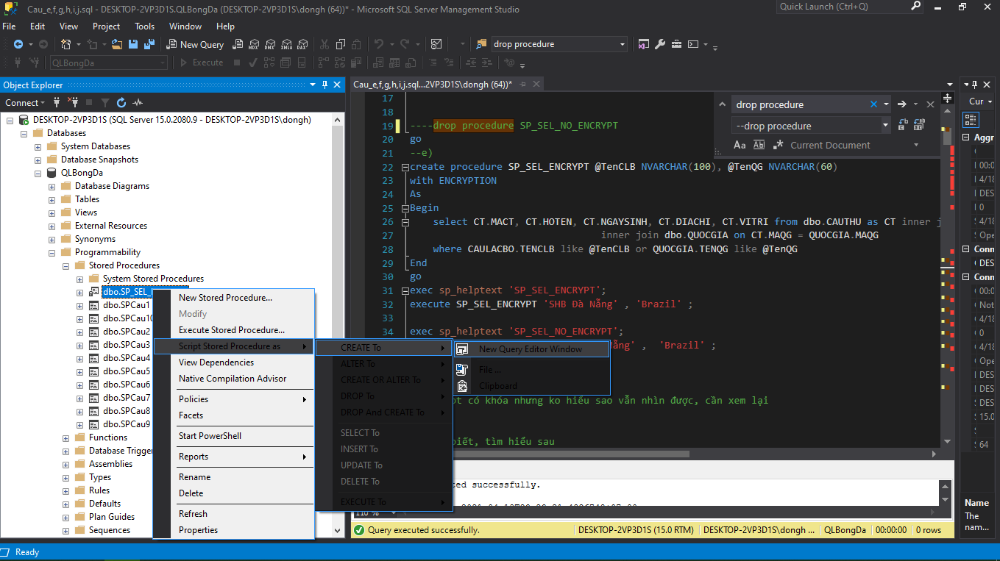 Cau_e,f,g,h,i,j.sql - DESKTOP-2VP3D1S.QLBongDa (DESKTOP-2VP3D1S\dongh (64))* - Microsoft SQL Server Management Studio
Quick Launch (Ctrl+Q)
File Edit View Project Tools Window Help
New Query MDX DMX XMLA DAX drop procedure
QLBongDa Execute
Object Explorer
Connect
DESKTOP-2VP3D1S (SQL Server 15.0.2080.9 - DESKTOP-2VP3D1S\dongh)
Databases
System Databases
Database Snapshots
QLBongDa
Database Diagrams
Tables
Views
External Resources
Synonyms
Programmability
Stored Procedures
System Stored Procedures
dbo.SP_SEL_
dbo.SPCau1
dbo.SPCau10
dbo.SPCau2
dbo.SPCau3
dbo.SPCau4
dbo.SPCau5
dbo.SPCau6
dbo.SPCau7
dbo.SPCau8
dbo.SPCau9
Functions
Database Trigger
Assemblies
Types
Rules
Defaults
Plan Guides
Sequences
New Stored Procedure...
Modify
Execute Stored Procedure...
Script Stored Procedure as
View Dependencies
Native Compilation Advisor
Policies
Facets
Start PowerShell
Reports
Rename
Delete
Refresh
Properties
CREATE To
ALTER To
CREATE OR ALTER To
DROP To
DROP And CREATE To
SELECT To
INSERT To
UPDATE To
DELETE To
EXECUTE To
New Query Editor Window
File ...
Clipboard
Cau_e,f,g,h,i,j.sql...2VP3D1S\dongh (64))*
drop procedure
--drop procedure
Aa Ab .* Current Document
17
18
19 ----drop procedure SP_SEL_NO_ENCRYPT
20 go
21 --e)
22 create procedure SP_SEL_ENCRYPT @TenCLB NVARCHAR(100), @TenQG NVARCHAR(60)
23 with ENCRYPTION
24 As
25 Begin
26 select CT.MACT, CT.HOTEN, CT.NGAYSINH, CT.DIACHI, CT.VITRI from dbo.CAUTHU as CT inner j
27 inner join dbo.QUOCGIA on CT.MAQG = QUOCGIA.MAQG
28 where CAULACBO.TENCLB like @TenCLB or QUOCGIA.TENQG like @TenQG
29 End
30 go
31 exec sp_helptext 'SP_SEL_ENCRYPT';
32 execute SP_SEL_ENCRYPT 'SHB Đà Nẵng' , 'Brazil' ;
33
34 exec sp_helptext 'SP_SEL_NO_ENCRYPT';
ẵng' , 'Brazil' ;
ot có khóa nhưng ko hiểu sao vẫn nhìn được, cần xem lại
biết, tìm hiểu sau
ted successfully.
110 %
Query executed successfully. DESKTOP-2VP3D1S (15.0 RTM) DESKTOP-2VP3D1S\dongh ... QLBongDa 00:00:00 0 rows
Cur
Aggr
00:0
4/18
DES
0
4/18
Ope
Conn
DES
Conn
00:0
Not
4/18
0
4/18
Ope
DES
DES
DES
15.0
64
Name
The
nam...
Ready